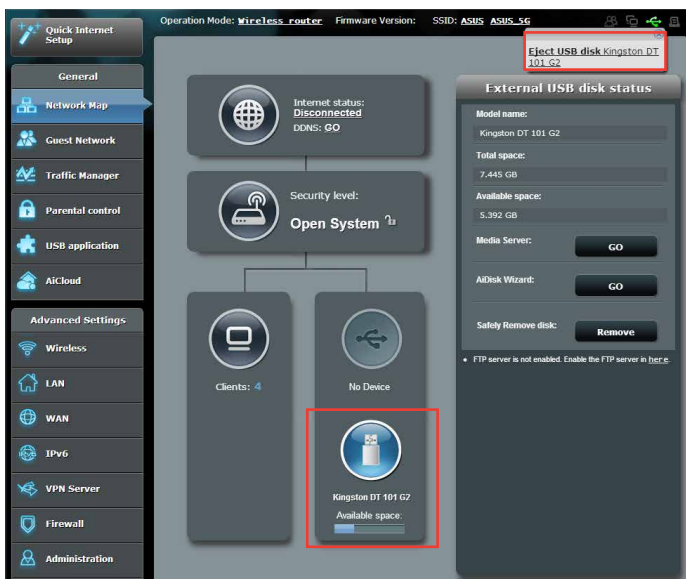 Quick Internet
Setup
Operation Mode: Wireless router Firmware Version: SSID: ASUS ASUS_5G
Eject USB disk Kingston DT
101 G2
General
Network Map
Guest Network
Traffic Manager
Parental control
USB application
AiCloud
Advanced Settings
Wireless
LAN
WAN
IPv6
VPN Server
Firewall
Administration
Internet status:
Disconnected
DDNS: GO
Security level:
Open System
Clients: 4
No Device
Kingston DT 101 G2
Available space:
External USB disk status
Model name:
Kingston DT 101 G2
Total space:
7.445 GB
Available space:
5.392 GB
Media Server: GO
AiDisk Wizard: GO
Safely Remove disk: Remove
• FTP server is not enabled. Enable the FTP server in here.